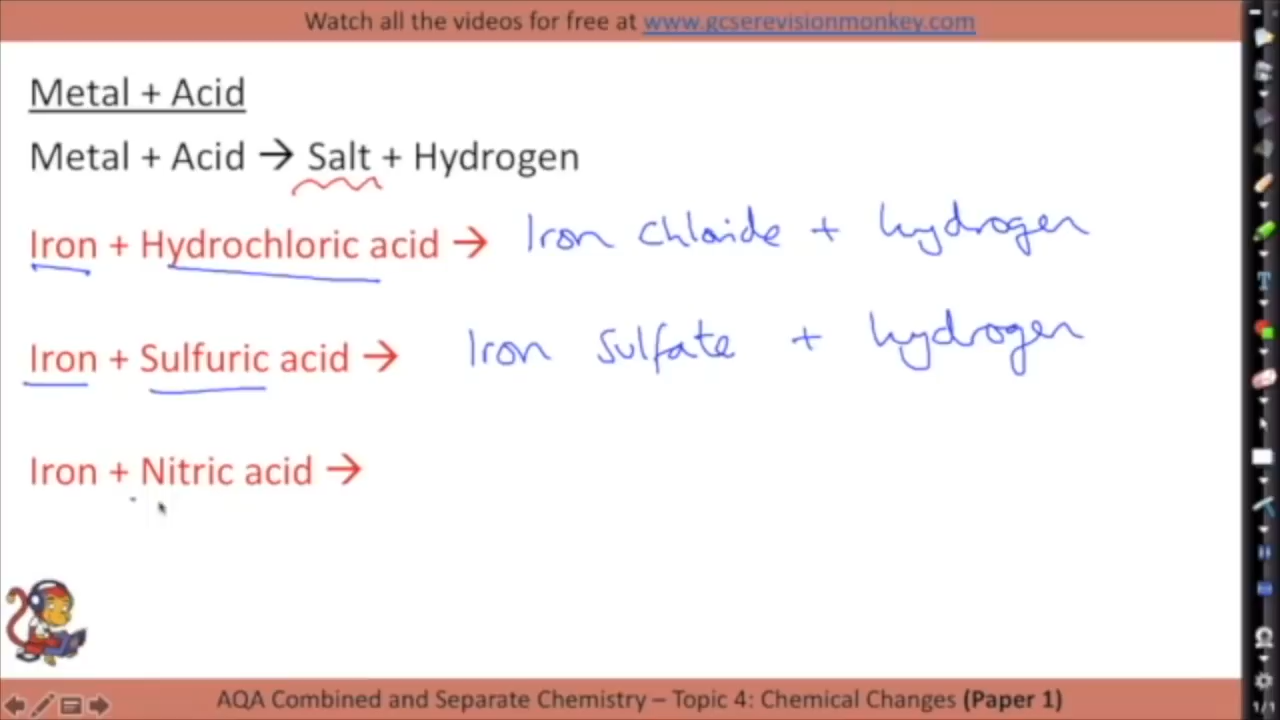 Watch all the videos for free at www.gcserevisionmonkey.com
Metal + Acid
Metal + Acid → Salt + Hydrogen
Iron + Hydrochloric acid → Iron chloride + hydrogen
Iron + Sulfuric acid → Iron Sulfate + hydrogen
Iron + Nitric acid →
AQA Combined and Separate Chemistry – Topic 4: Chemical Changes (Paper 1)
1/1